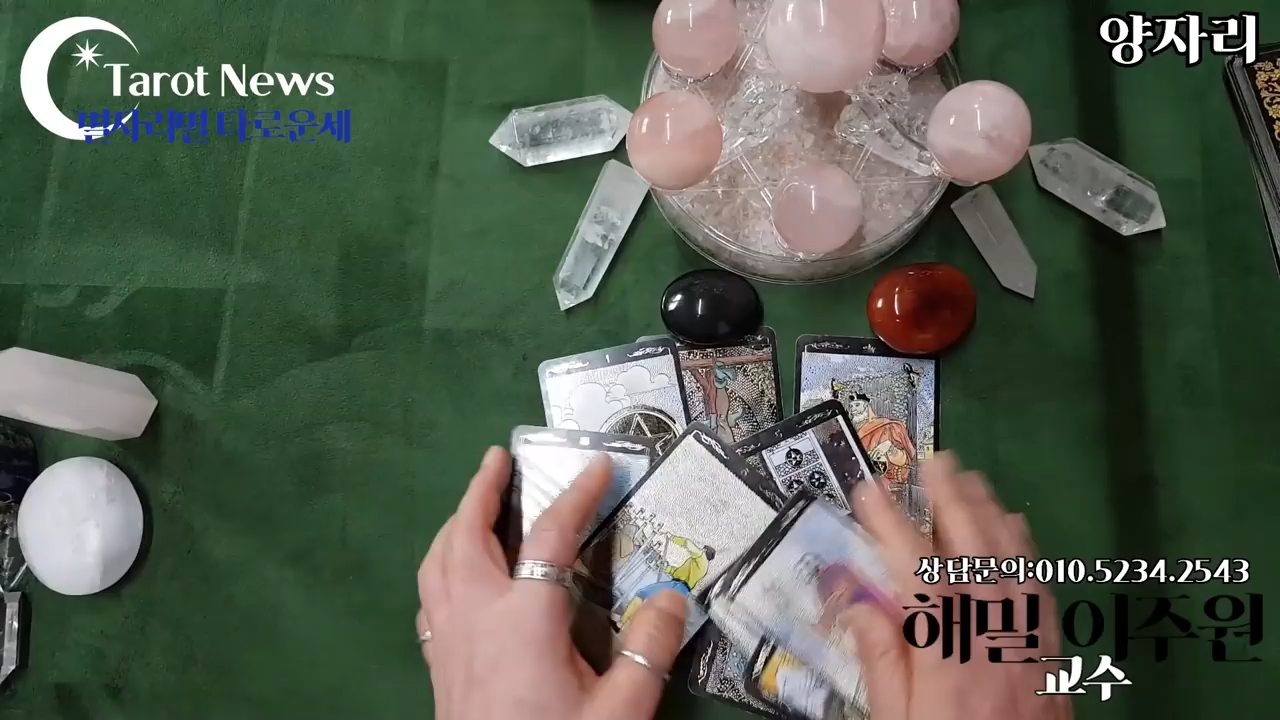 양자리
Tarot News
별자리별 타로운세
상담문의:010.5234.2543
해밀 이주원
교수